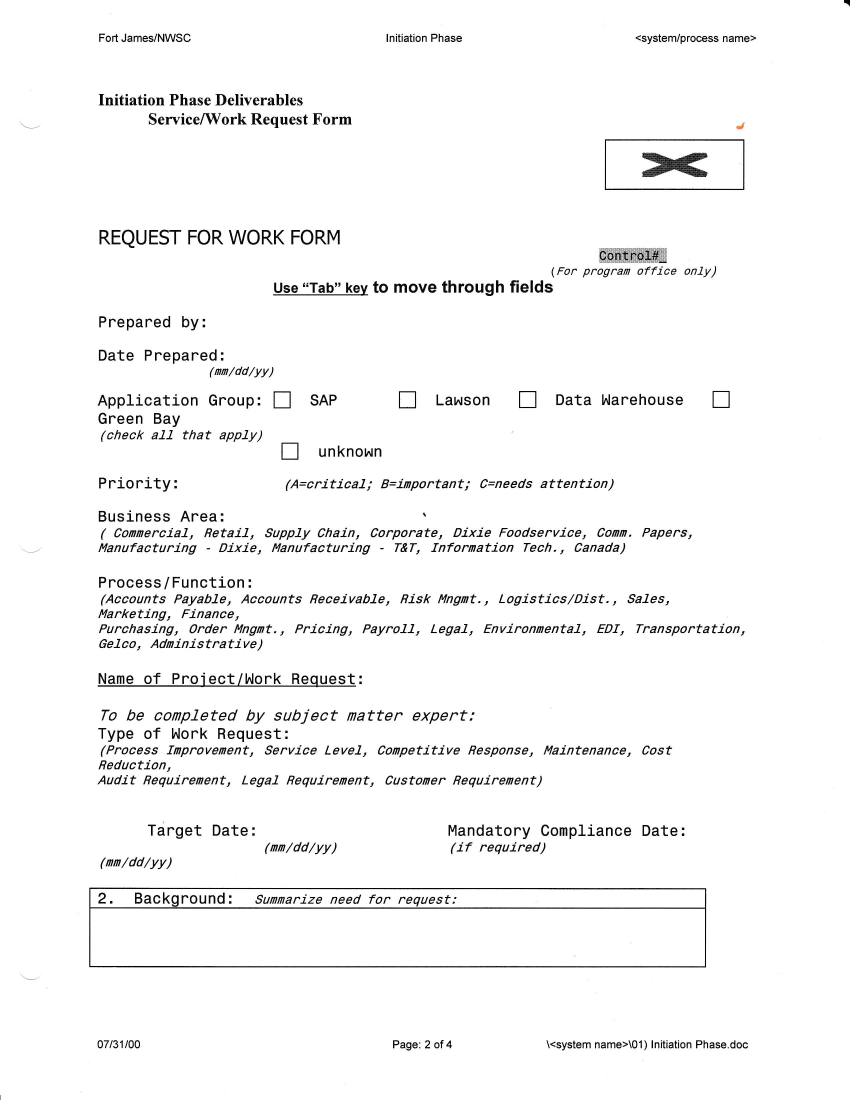 Fort James/NWSC Initiation Phase <system/process name>
Initiation Phase Deliverables
Service/Work Request Form
REQUEST FOR WORK FORM
Control#_
(For program office only)
Use “Tab” key to move through fields
Prepared by:
Date Prepared:
(mm/dd/yy)
Application Group: ☐ SAP ☐ Lawson ☐ Data Warehouse ☐
Green Bay
(check all that apply)
☐ unknown
Priority: (A=critical; B=important; C=needs attention)
Business Area:
( Commercial, Retail, Supply Chain, Corporate, Dixie Foodservice, Comm. Papers,
Manufacturing - Dixie, Manufacturing - T&T, Information Tech., Canada)
Process/Function:
(Accounts Payable, Accounts Receivable, Risk Mngmt., Logistics/Dist., Sales,
Marketing, Finance,
Purchasing, Order Mngmt., Pricing, Payroll, Legal, Environmental, EDI, Transportation,
Gelco, Administrative)
Name of Project/Work Request:
To be completed by subject matter expert:
Type of Work Request:
(Process Improvement, Service Level, Competitive Response, Maintenance, Cost
Reduction,
Audit Requirement, Legal Requirement, Customer Requirement)
Target Date: Mandatory Compliance Date:
(mm/dd/yy) (if required)
(mm/dd/yy)
2. Background: Summarize need for request:
07/31/00 Page: 2 of 4 \<system name>\01) Initiation Phase.doc